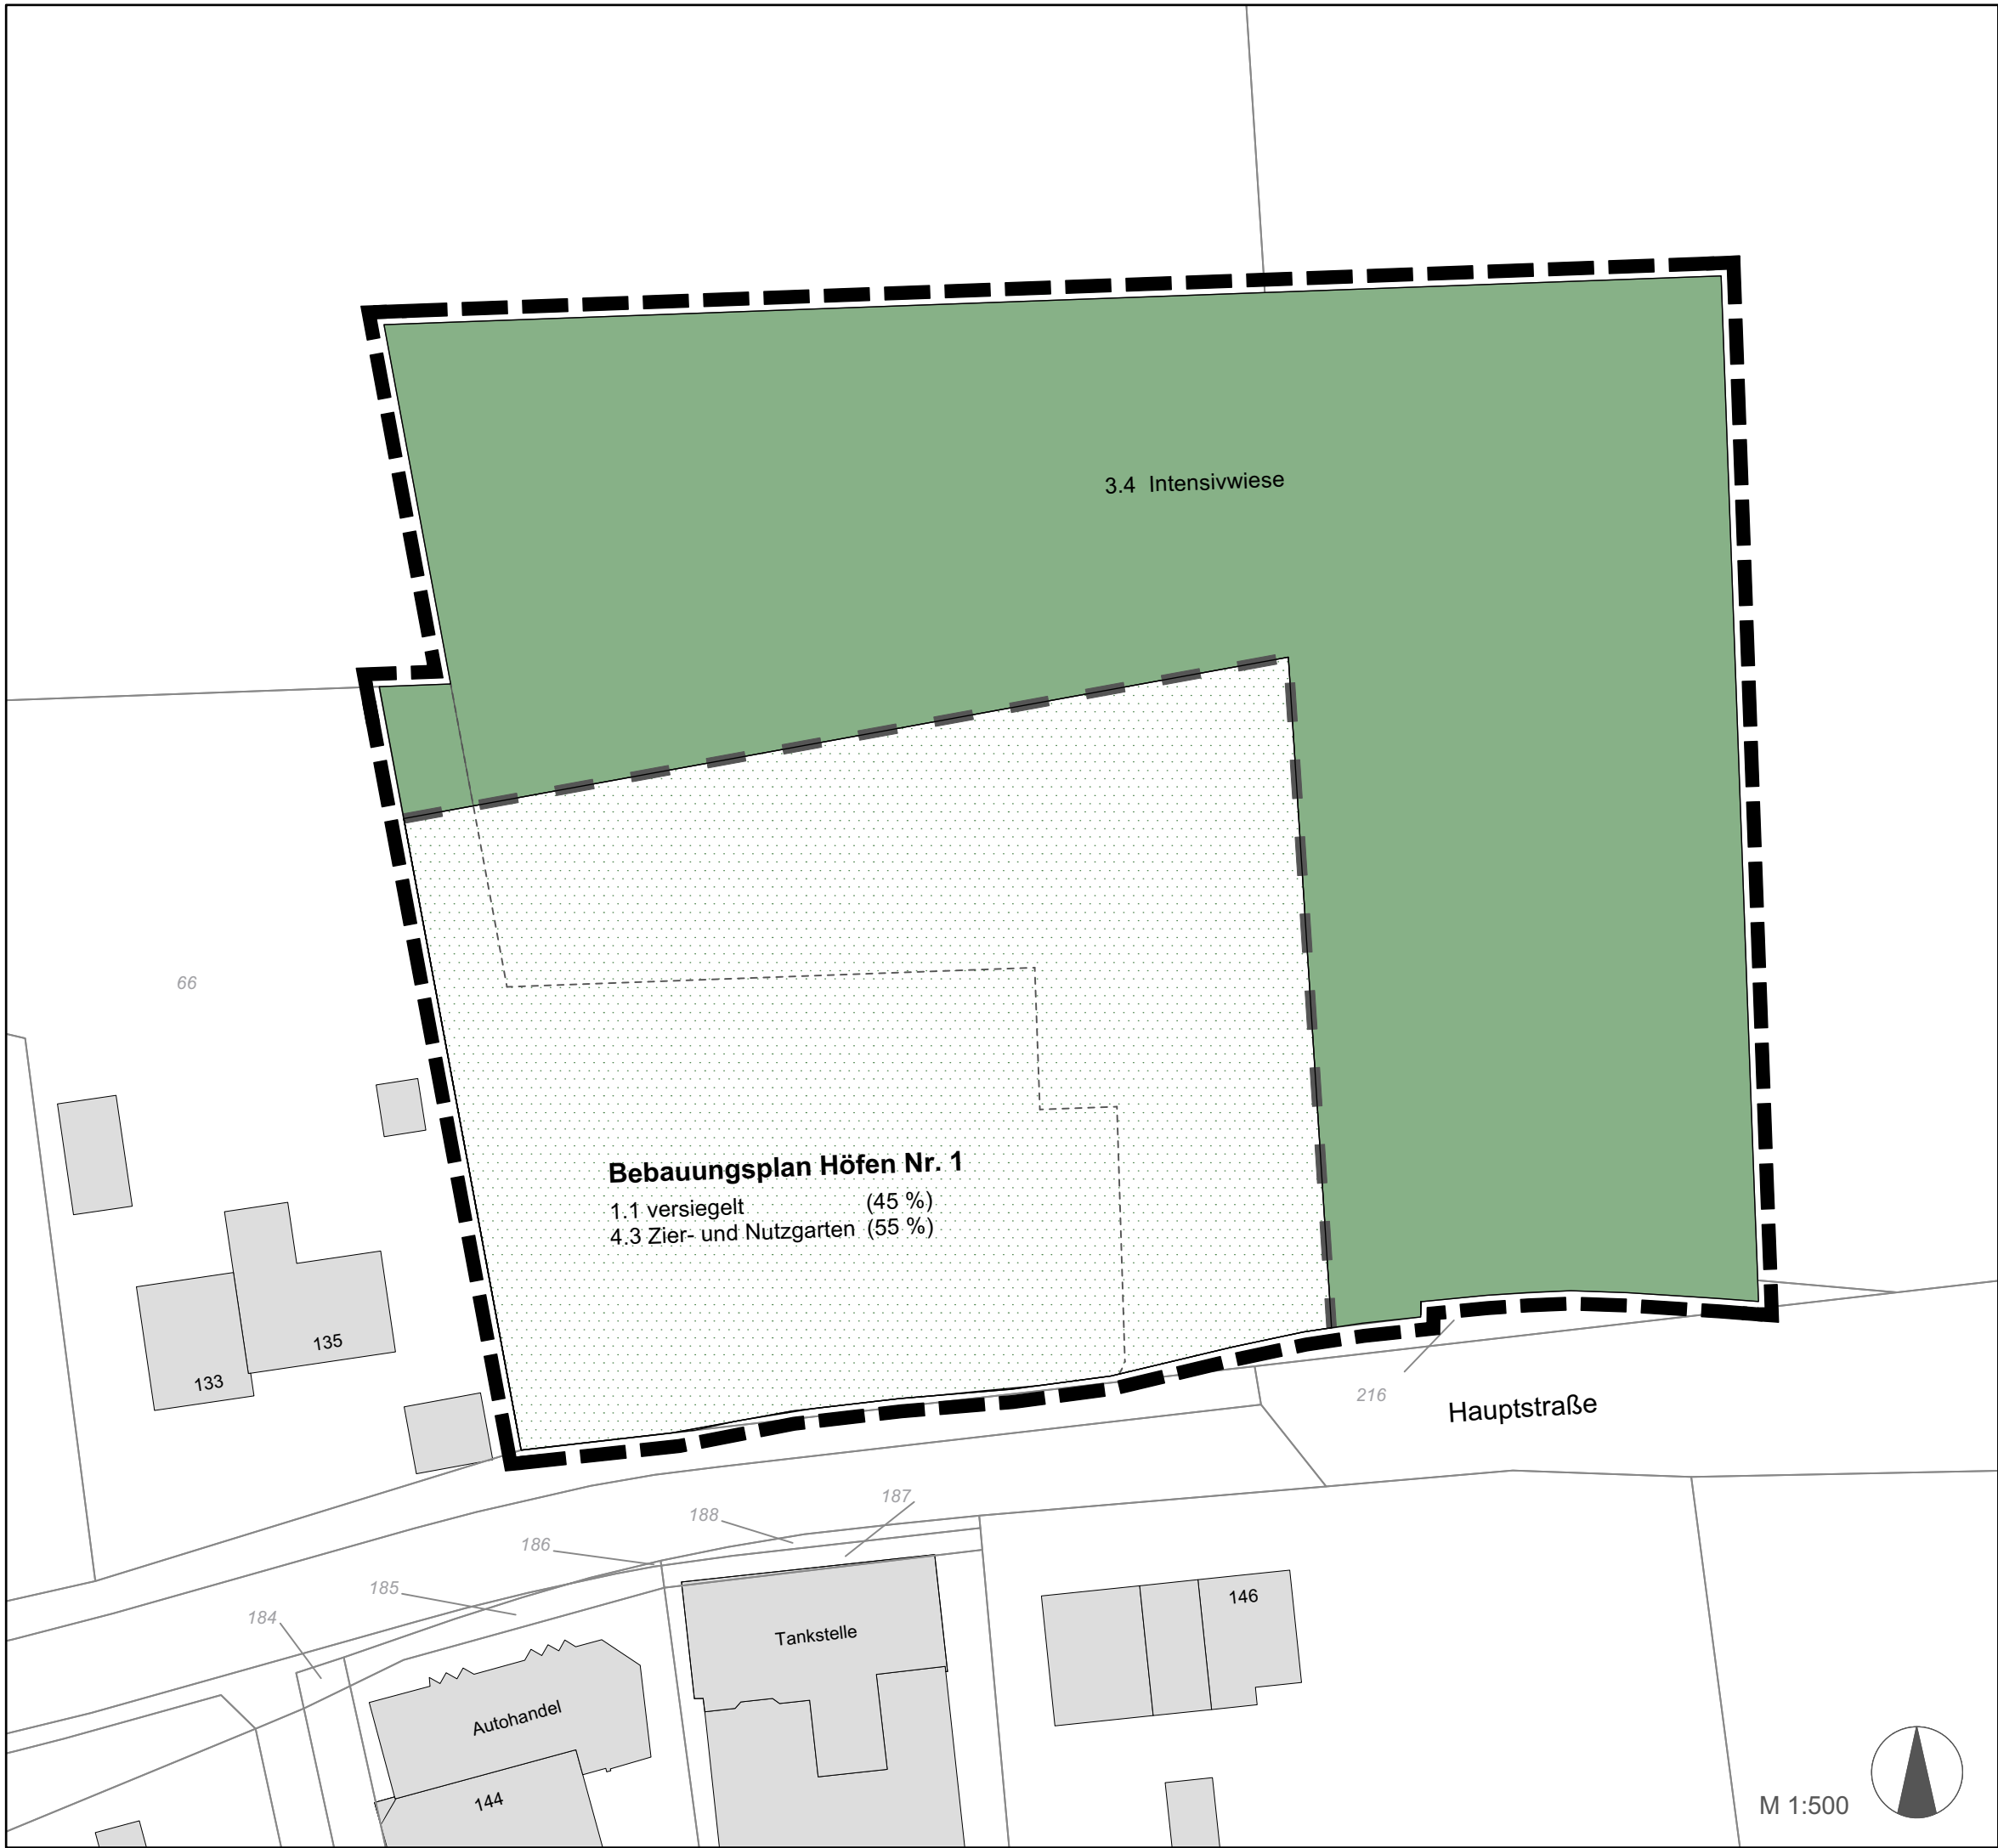 3.4 Intensivwiese
66
Bebauungsplan Höfen Nr. 1
1.1 versiegelt (45 %)
4.3 Zier- und Nutzgarten (55 %)
135
133
216
Hauptstraße
187
188
186
185
184
146
Tankstelle
Autohandel
144
M 1:500